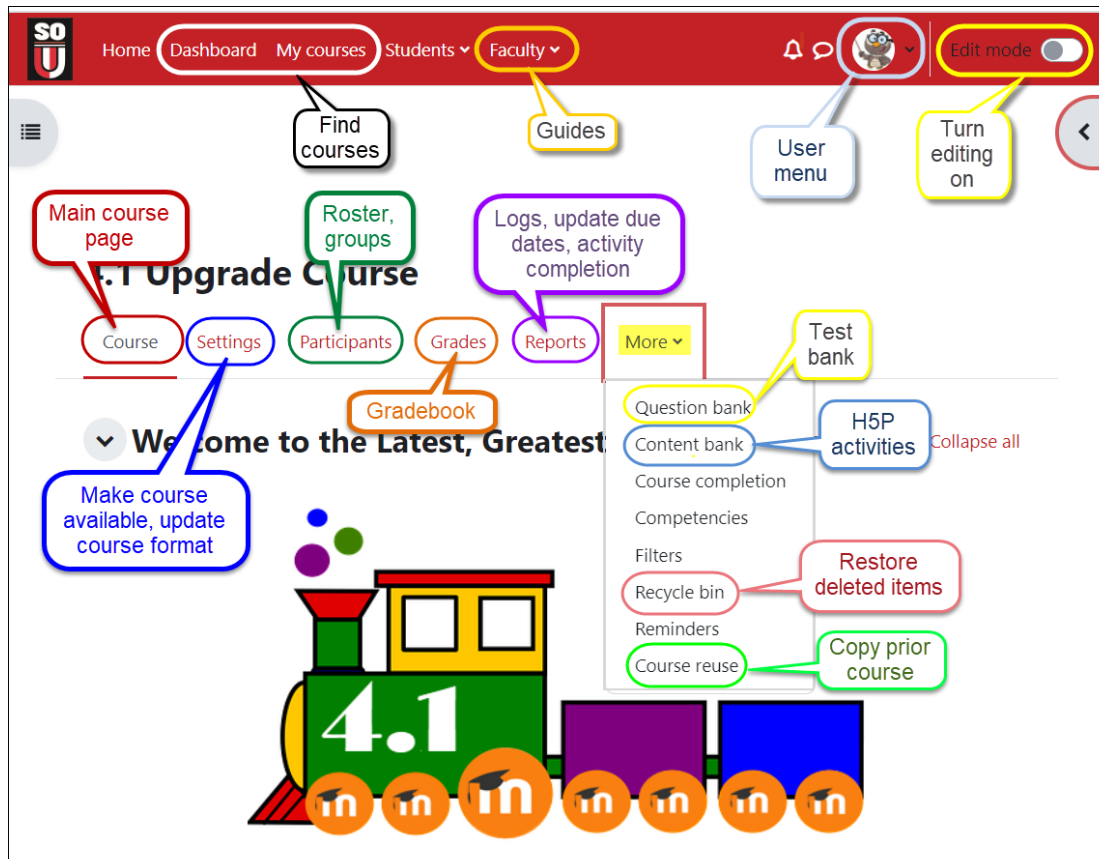 SO
U
Home Dashboard My courses Students Faculty Edit mode
Find
courses
Guides
User
menu
Turn
editing
on
Main course
page
Roster,
groups
Logs, update due
dates, activity
completion
4.1 Upgrade Course
Course Settings Participants Grades Reports More
Test
bank
Gradebook
Question bank
Content bank
Course completion
Competencies
Filters
Recycle bin
Reminders
Course reuse
H5P
activities
Welcome to the Latest, Greatest
Collapse all
Make course
available, update
course format
Restore
deleted items
Copy prior
course
4.1
m m m m m m m